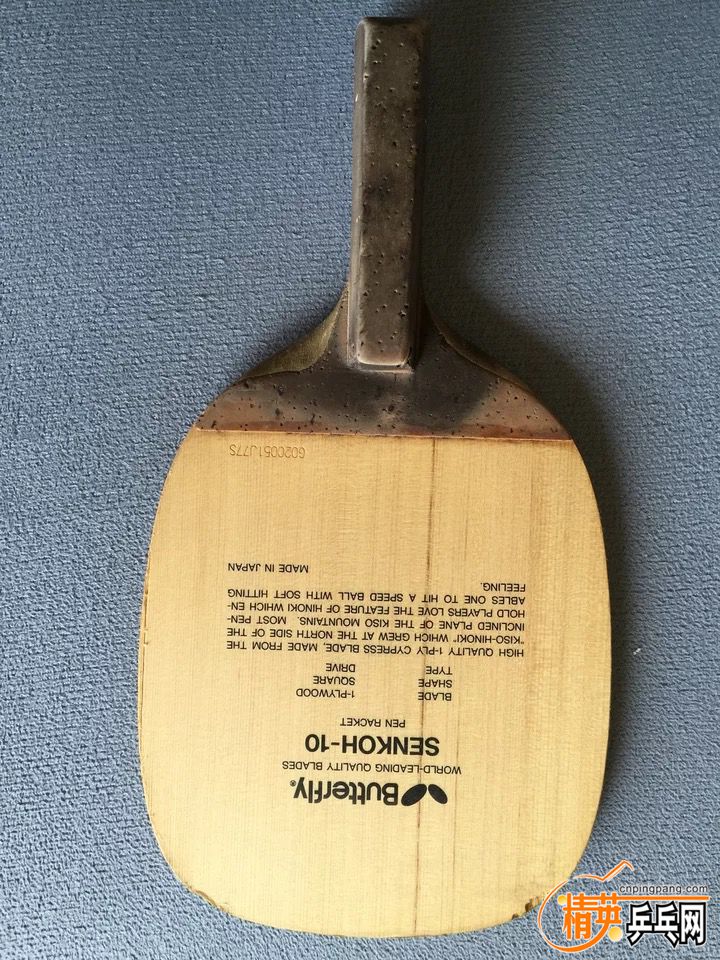 Butterfly®
WORLD-LEADING QUALITY BLADES
SENKOH-10
PEN RACKET
BLADE 1-PLYWOOD
SHAPE SQUARE
TYPE DRIVE
HIGH QUALITY 1-PLY CYPRESS BLADE, MADE FROM THE
"KISO-HINOKI" WHICH GREW AT THE NORTH SIDE OF THE
INCLINED PLANE OF THE KISO MOUNTAINS. MOST PEN-
HOLD PLAYERS LOVE THE FEATURE OF HINOKI WHICH EN-
ABLES ONE TO HIT A SPEED BALL WITH SOFT HITTING
FEELING.
MADE IN JAPAN
G020051J77S
cnpingpang.com
精英乒乓网